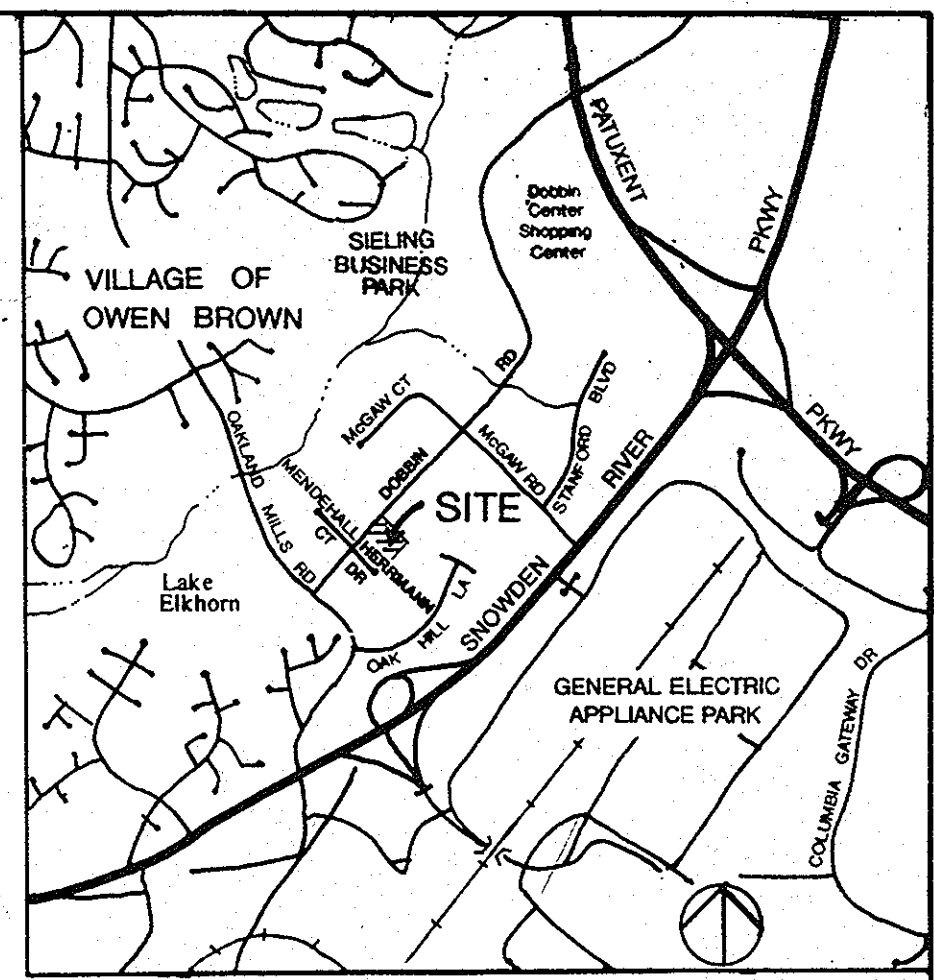 PATUXENT
PKWY
Dobbin
Center
Shopping
Center
SIELING
BUSINESS
PARK
VILLAGE OF
OWEN BROWN
RD
BLVD
McGAW CT
PKWY
OAKLAND
McGAW RD
STANFORD
RIVER
DOBBIN
MENDEHALL
CT
SITE
MILLS RD
HERRMANN
DR
Lake
Elkhorn
LA
SNOWDEN
OAK HILL
GENERAL ELECTRIC
APPLIANCE PARK
COLUMBIA GATEWAY DR